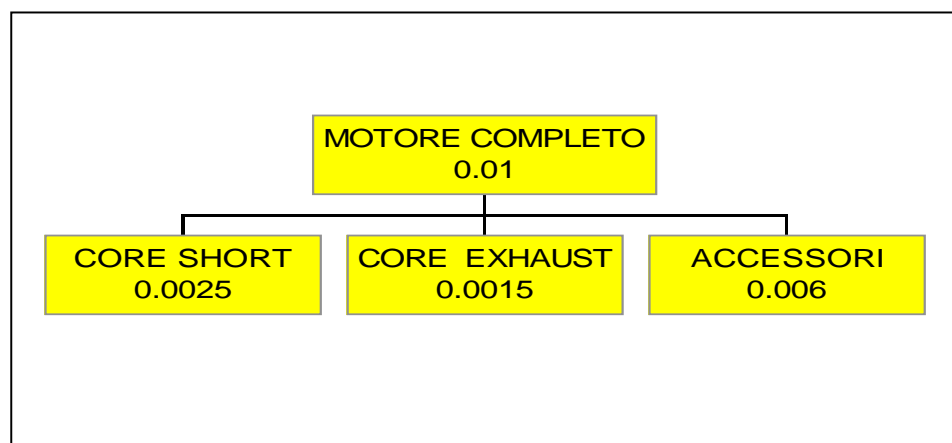 MOTORE COMPLETO
0.01
CORE SHORT
0.0025
CORE EXHAUST
0.0015
ACCESSORI
0.006